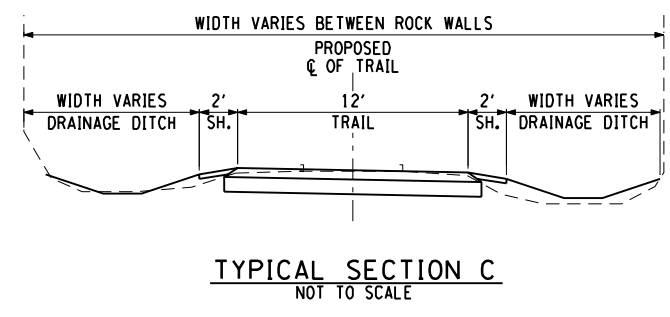 WIDTH VARIES BETWEEN ROCK WALLS
PROPOSED
℄ OF TRAIL
WIDTH VARIES
DRAINAGE DITCH
2'
SH.
12'
TRAIL
2'
SH.
WIDTH VARIES
DRAINAGE DITCH
TYPICAL SECTION C
NOT TO SCALE